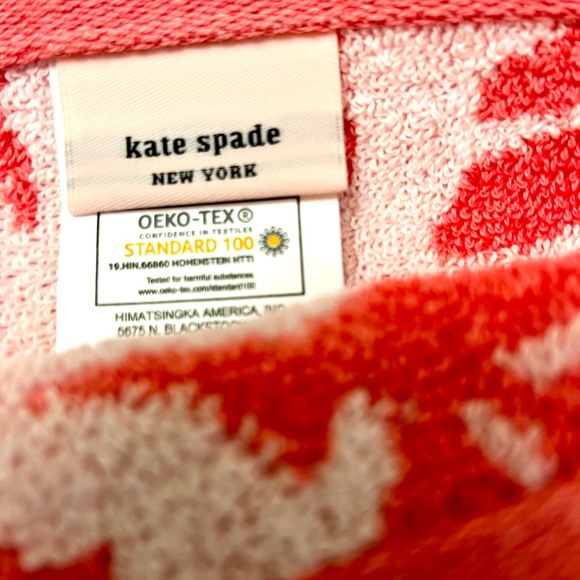 kate spade
NEW YORK
OEKO-TEX®
CONFIDENCE IN TEXTILES
STANDARD 100
19.HIN.66860 HOHENSTEIN HTTI
Tested for harmful substances.
www.oeko-tex.com/standard100
HIMATSINGKA AMERICA, INC
5675 N. BLACKSTOCK